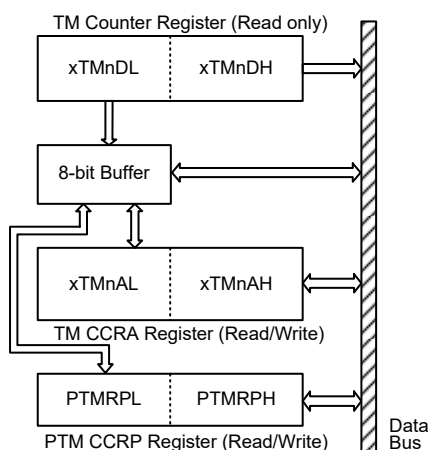 TM Counter Register (Read only)
xTMnDL xTMnDH
8-bit Buffer
xTMnAL xTMnAH
TM CCRA Register (Read/Write)
PTMRPL PTMRPH
PTM CCRP Register (Read/Write)
Data
Bus